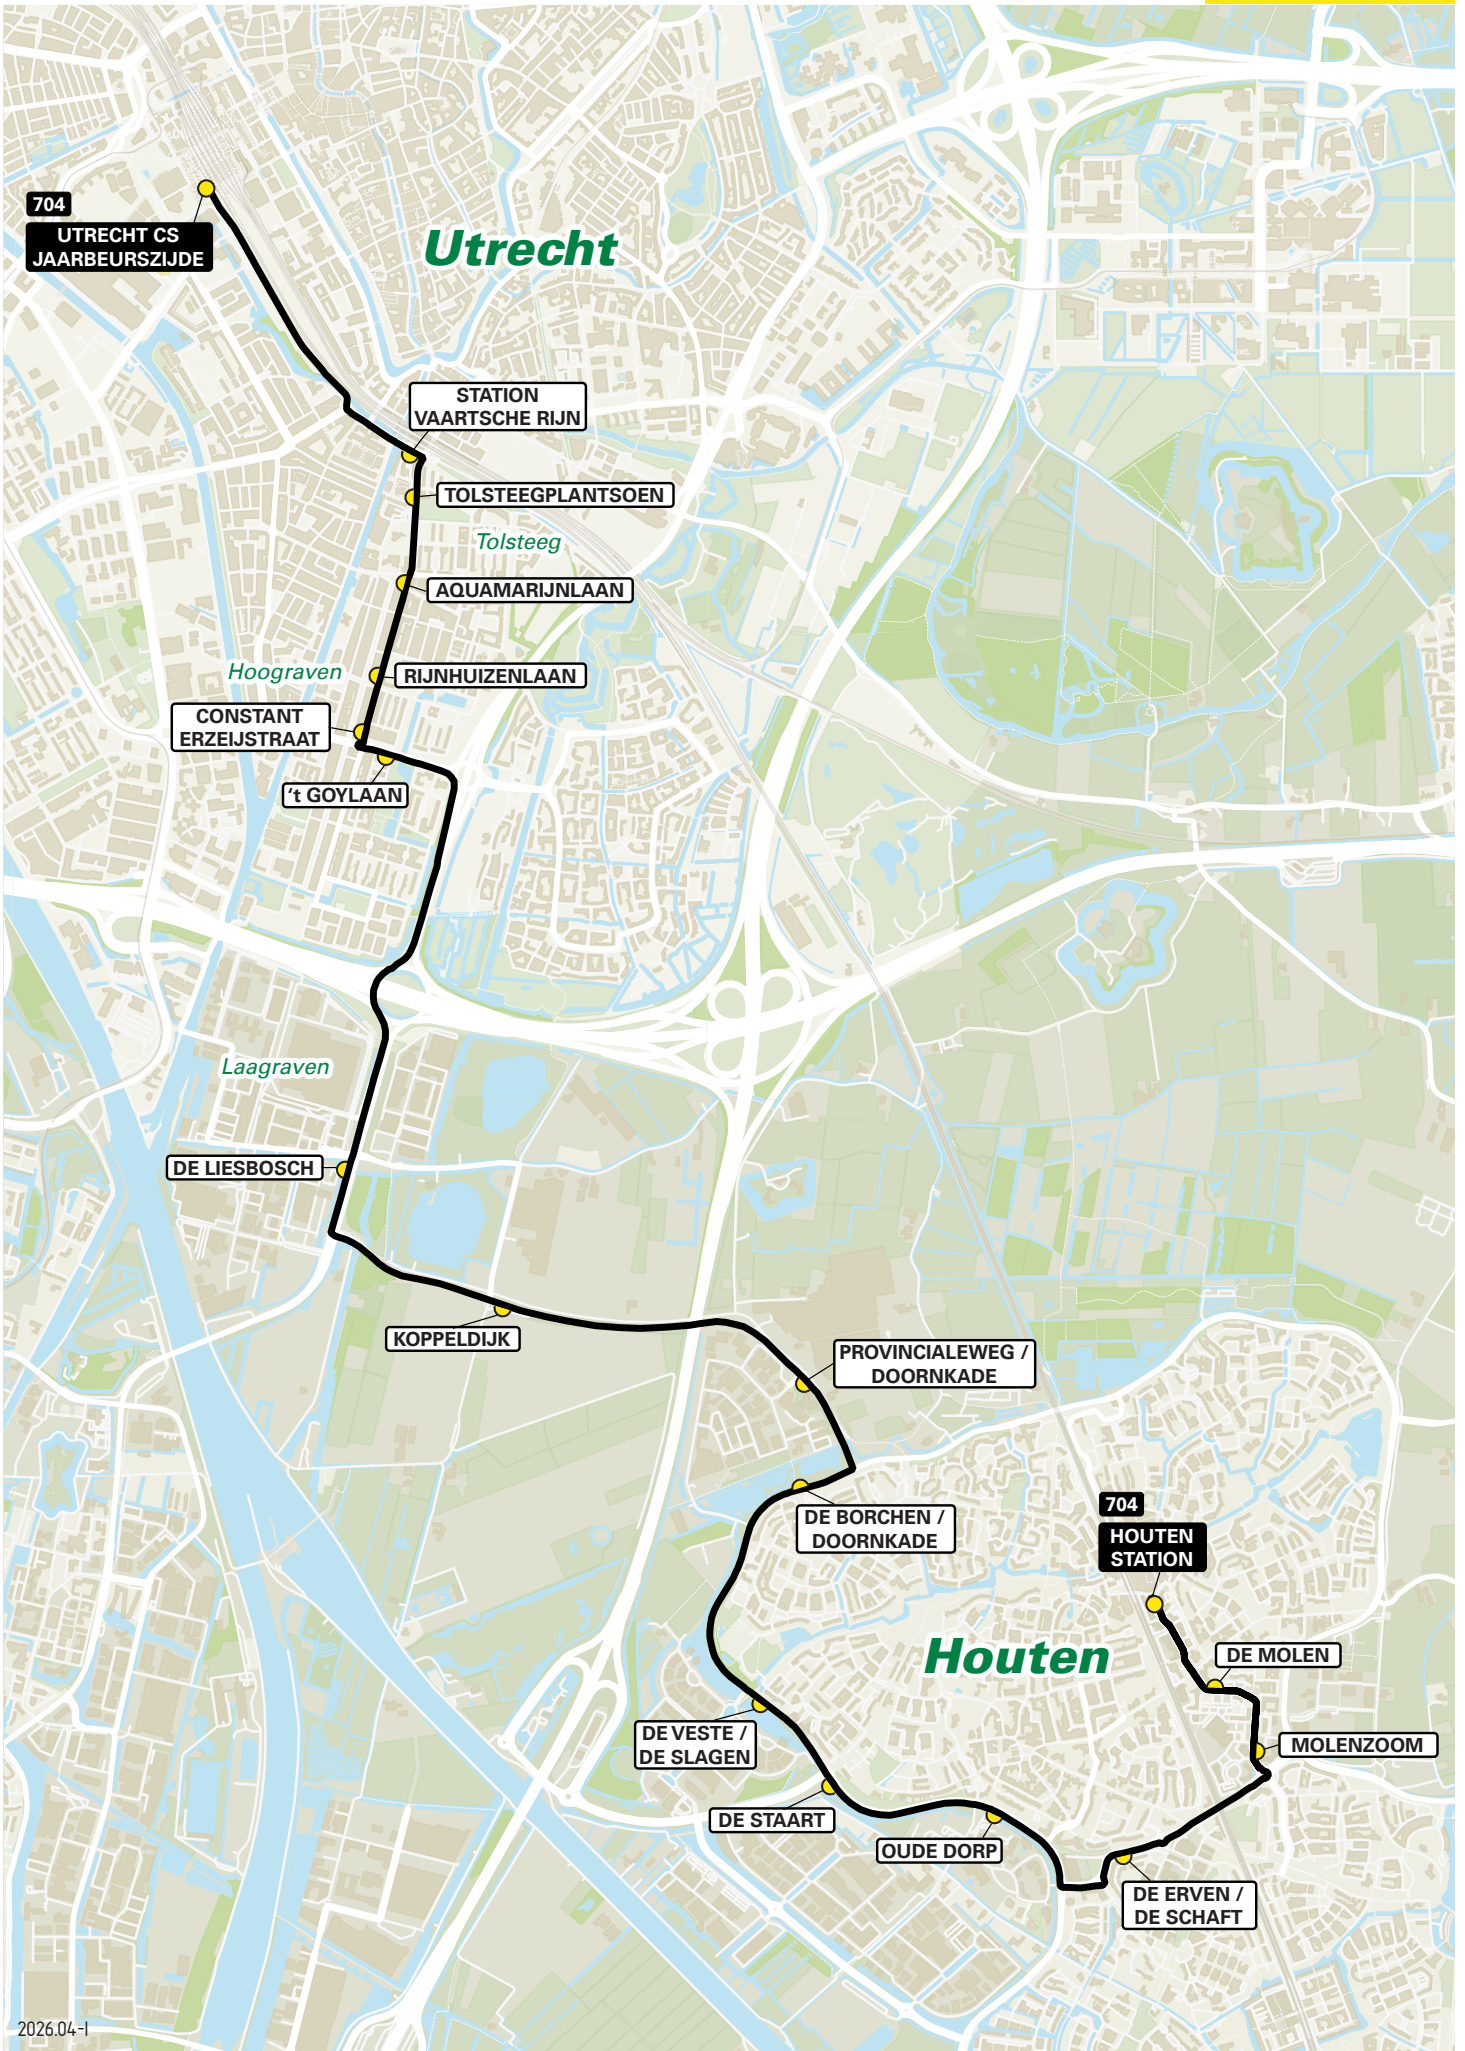 704
UTRECHT CS
JAARBEURSZIJDE
Utrecht
STATION
VAARTSCHE RIJN
TOLSTEEGPLANTSOEN
Tolsteeg
AQUAMARIJNLAAN
Hoograven
RIJNHUIZENLAAN
CONSTANT
ERZEIJSTRAAT
‘t GOYLAAN
Laagraven
DE LIESBOSCH
KOPPELDIJK
PROVINCIALEWEG /
DOORNKADE
DE BORCHEN /
DOORNKADE
704
HOUTEN
STATION
Houten
DE MOLEN
DE VESTE /
DE SLAGEN
MOLENZOOM
DE STAART
OUDE DORP
DE ERVEN /
DE SCHAFT
2026.04-I